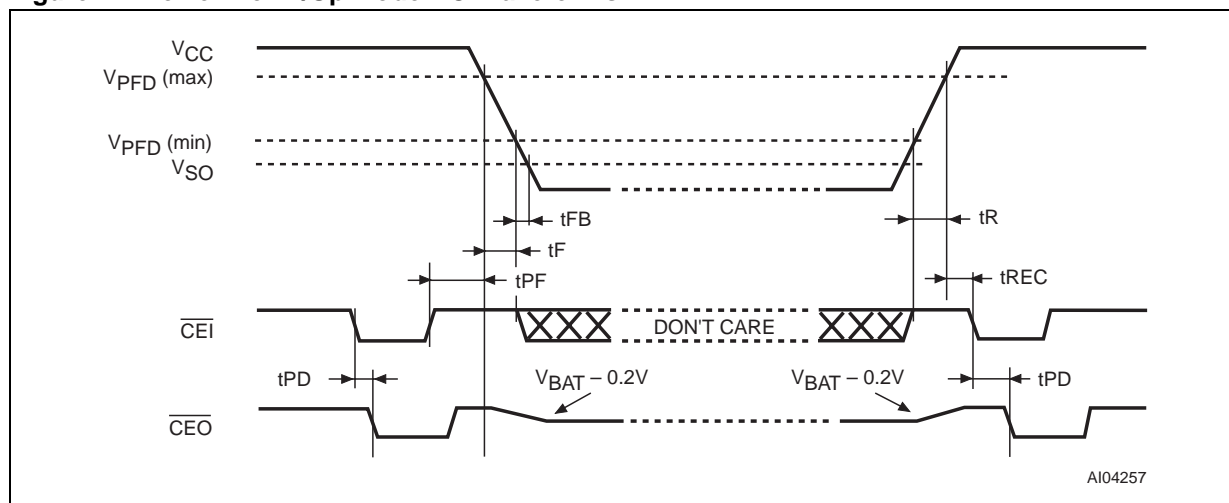 VCC
VPFD (max)
VPFD (min)
VSO
tFB
tR
tF
tREC
tPF
CEI
DON'T CARE
tPD
VBAT – 0.2V
VBAT – 0.2V
tPD
CEO
AI04257